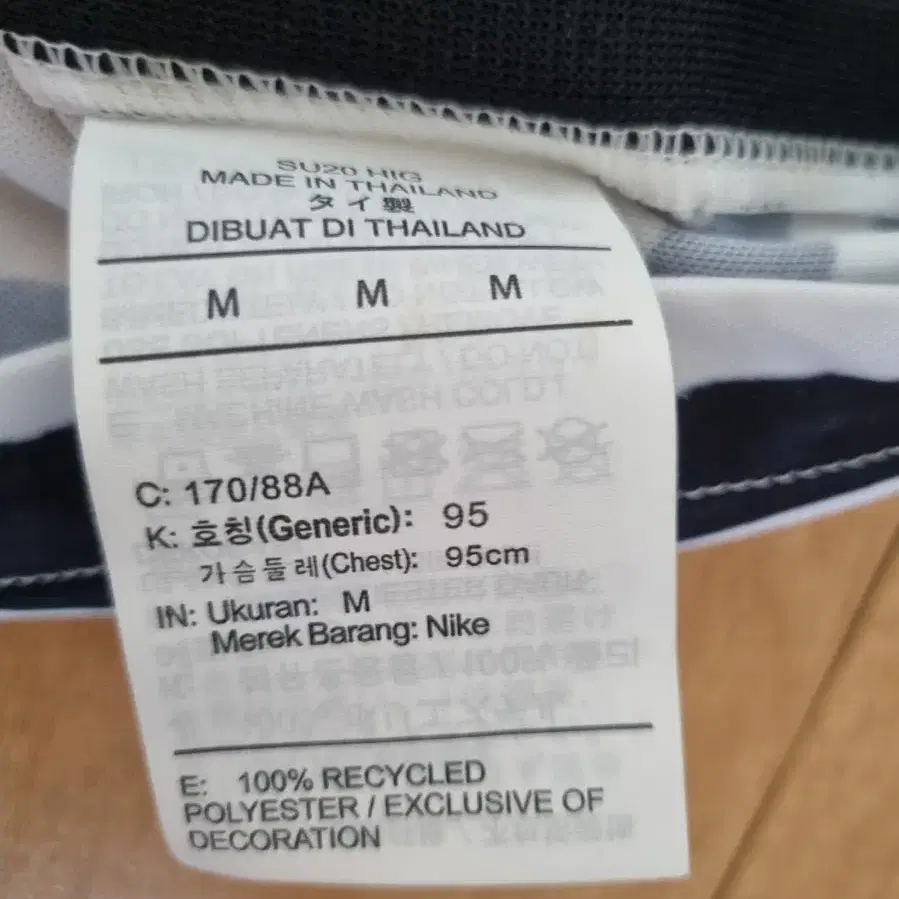 SU20 HIG
MADE IN THAILAND
タイ製
DIBUAT DI THAILAND
M M M
C: 170/88A
K: 호칭(Generic): 95
가슴둘레(Chest): 95cm
IN: Ukuran: M
Merek Barang: Nike
E: 100% RECYCLED
POLYESTER / EXCLUSIVE OF
DECORATION